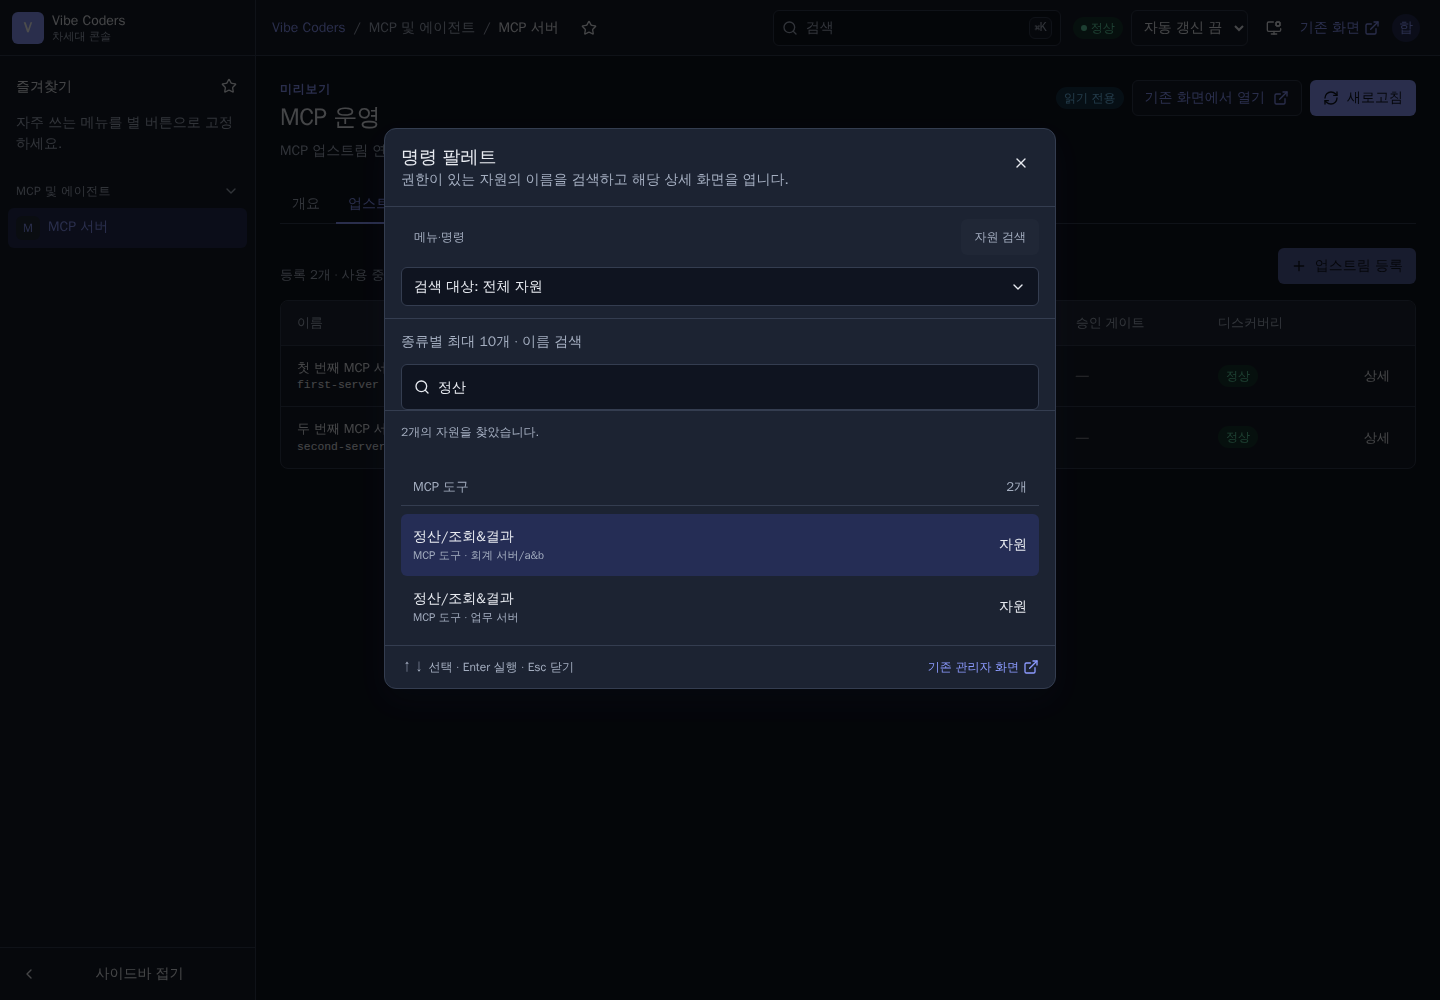 V
Vibe Coders
차세대 콘솔
Vibe Coders / MCP 및 에이전트 / MCP 서버
검색
⌘K
정상
자동 갱신 끔
기존 화면
합
즐겨찾기
자주 쓰는 메뉴를 별 버튼으로 고정
하세요.
MCP 및 에이전트
M MCP 서버
사이드바 접기
미리보기
MCP 운영
MCP 업스트림 연
읽기 전용
기존 화면에서 열기
새로고침
개요
업스트
등록 2개 · 사용 중
업스트림 등록
이름
승인 게이트
디스커버리
첫 번째 MCP 서
first-server
—
정상
상세
두 번째 MCP 서
second-server
—
정상
상세
명령 팔레트
권한이 있는 자원의 이름을 검색하고 해당 상세 화면을 엽니다.
메뉴·명령
자원 검색
검색 대상: 전체 자원
종류별 최대 10개 · 이름 검색
정산
2개의 자원을 찾았습니다.
MCP 도구
2개
정산/조회&결과
MCP 도구 · 회계 서버/a&b
자원
정산/조회&결과
MCP 도구 · 업무 서버
자원
↑↓ 선택 · Enter 실행 · Esc 닫기
기존 관리자 화면